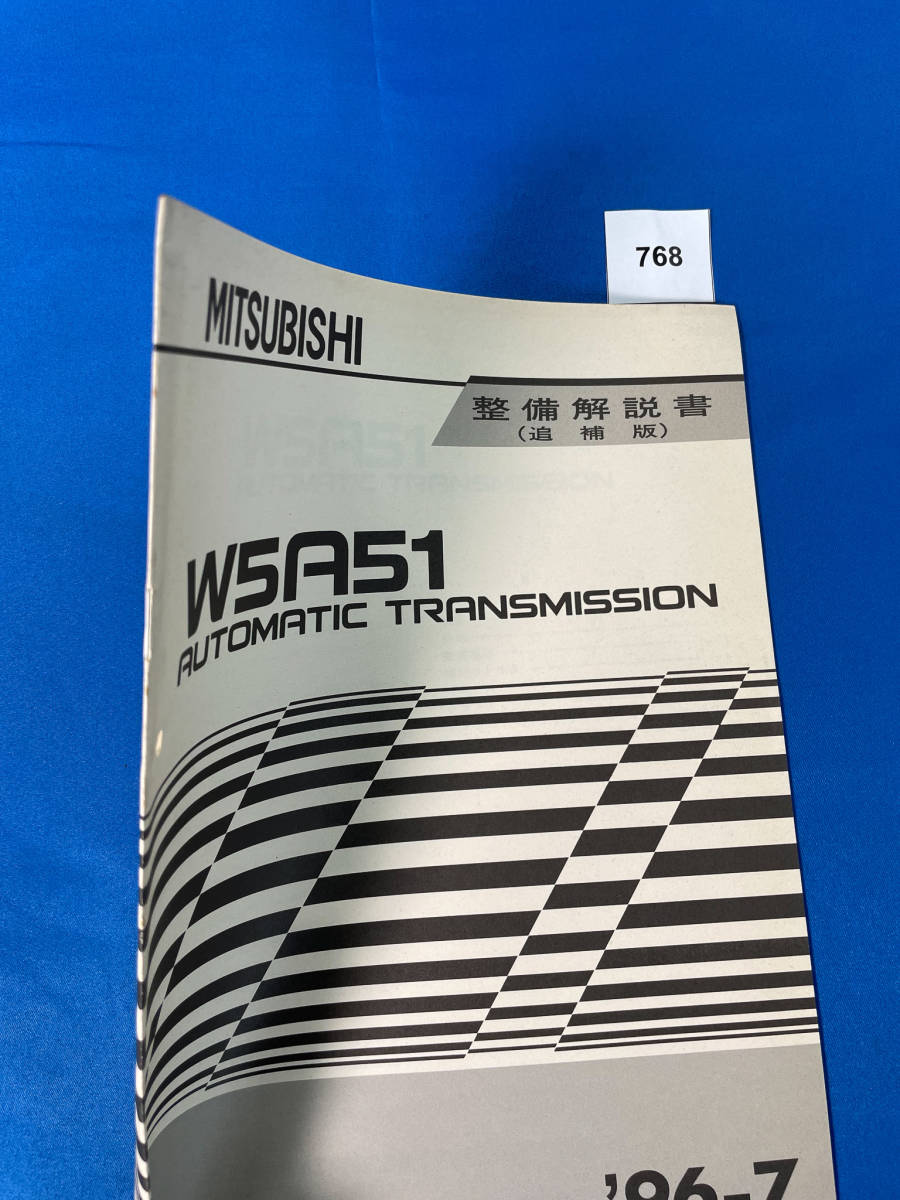 768
MITSUBISHI
整備解説書
(追補版)
W5A51
AUTOMATIC TRANSMISSION
'96-7